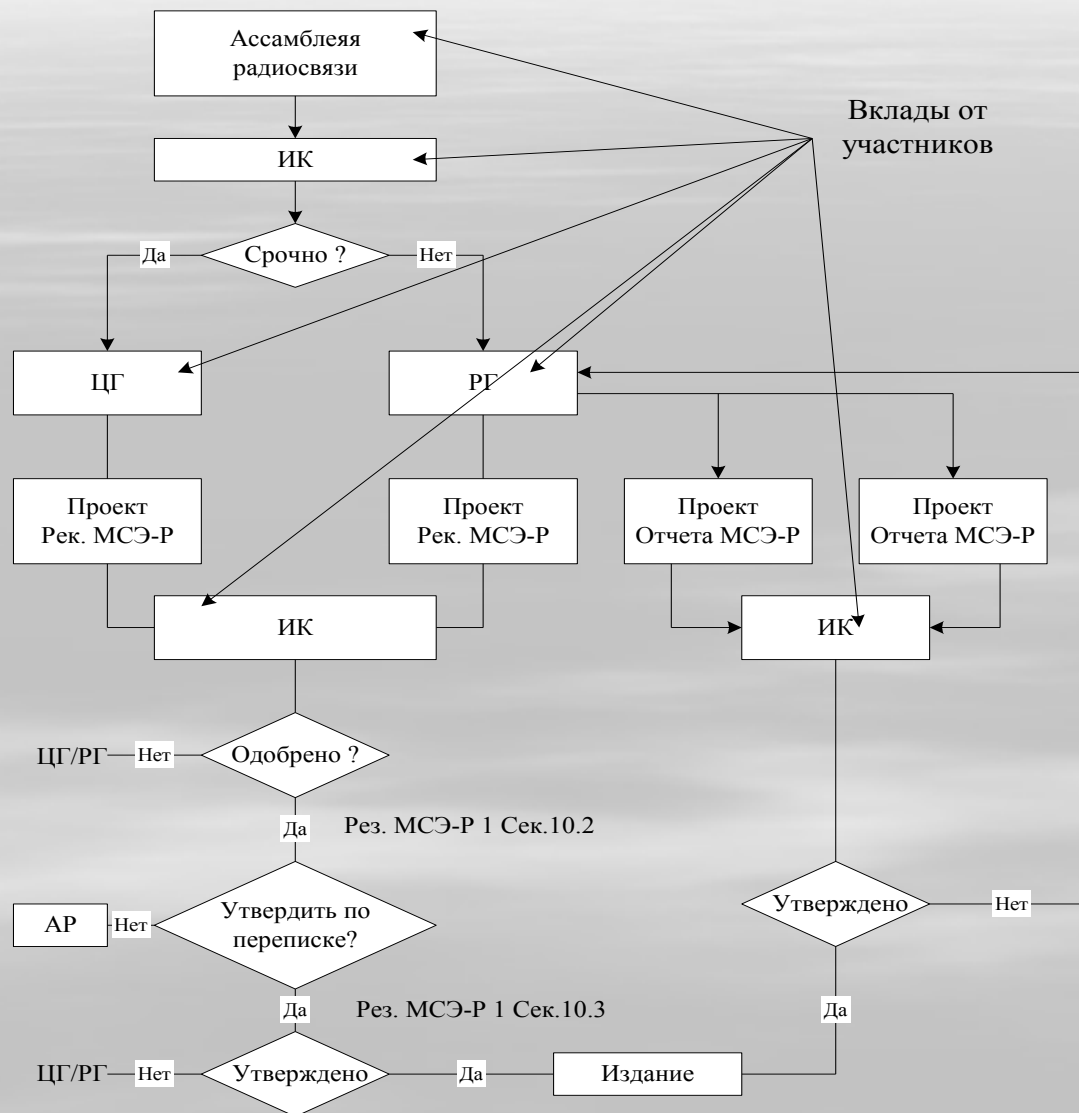 Ассамблеяя
радиосвязи
Вклады от
участников
ИК
Да
Срочно ?
Нет
ЦГ
РГ
Проект
Рек. МСЭ-Р
Проект
Рек. МСЭ-Р
Проект
Отчета МСЭ-Р
Проект
Отчета МСЭ-Р
ИК
ИК
ЦГ/РГ
Нет
Одобрено ?
Да
Рез. МСЭ-Р 1 Сек.10.2
АР
Нет
Утвердить по
переписке?
Утверждено
Нет
Да
Рез. МСЭ-Р 1 Сек.10.3
Да
ЦГ/РГ
Нет
Утверждено
Да
Издание